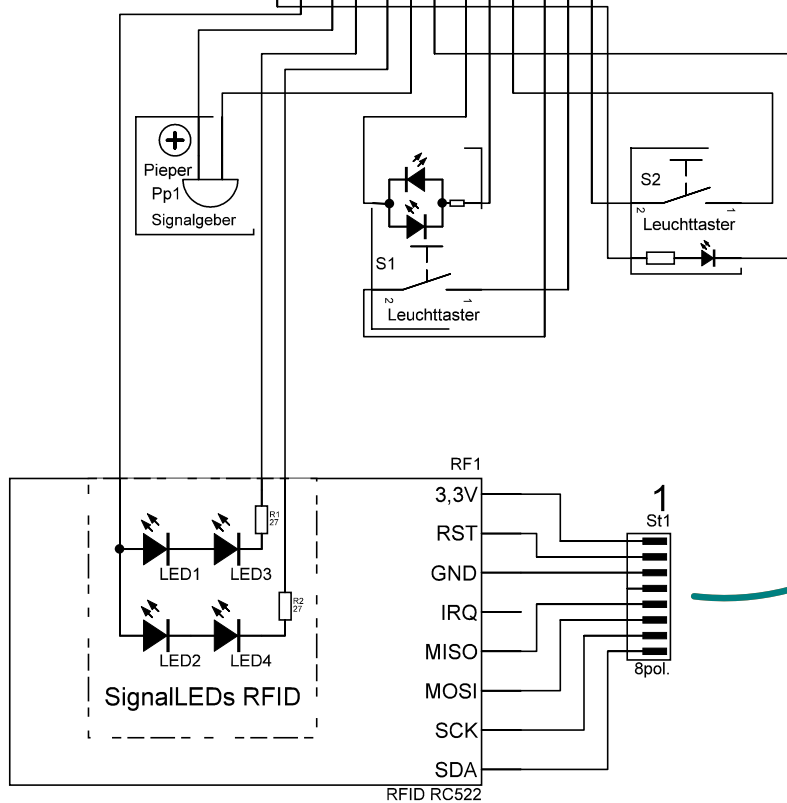 Pieper
Pp1
Signalgeber
S1
2
1
Leuchttaster
S2
2
1
Leuchttaster
RF1
3,3V
RST
GND
IRQ
MISO
MOSI
SCK
SDA
RFID RC522
1
St1
8pol.
R1
27
LED1
LED3
R2
27
LED2
LED4
SignalLEDs RFID